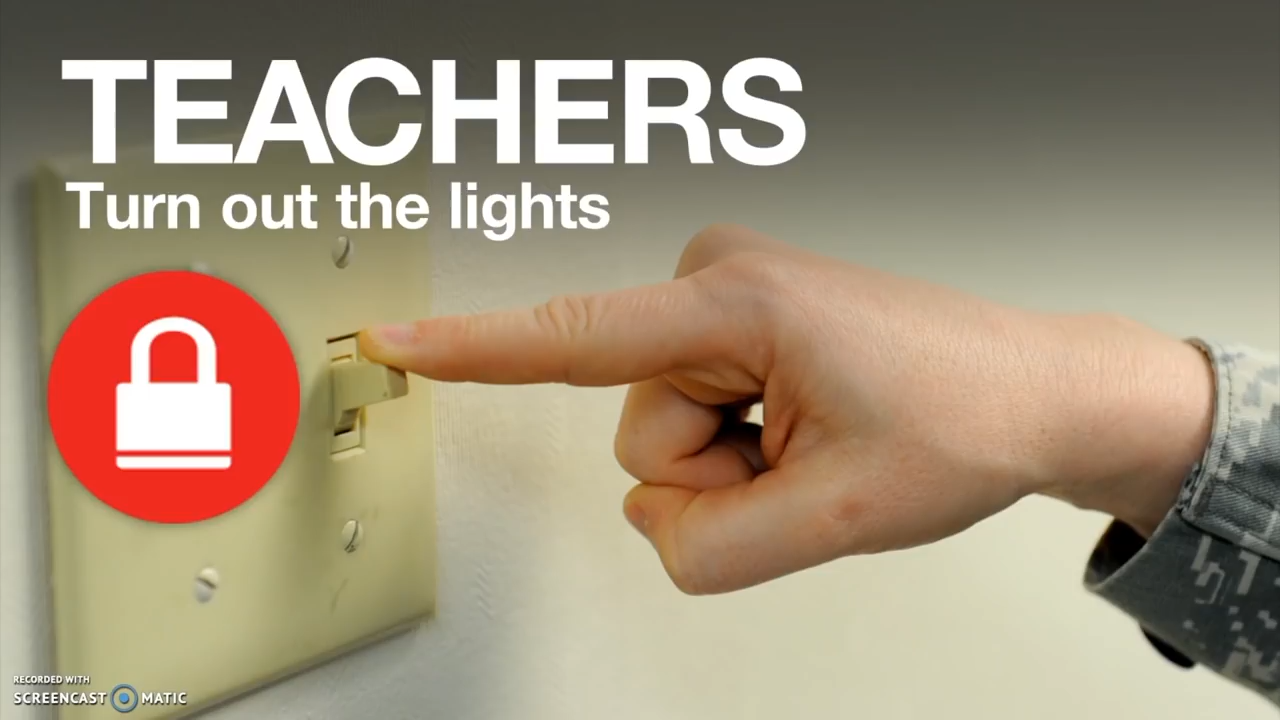 TEACHERS
Turn out the lights
RECORDED WITH
SCREENCAST MATIC